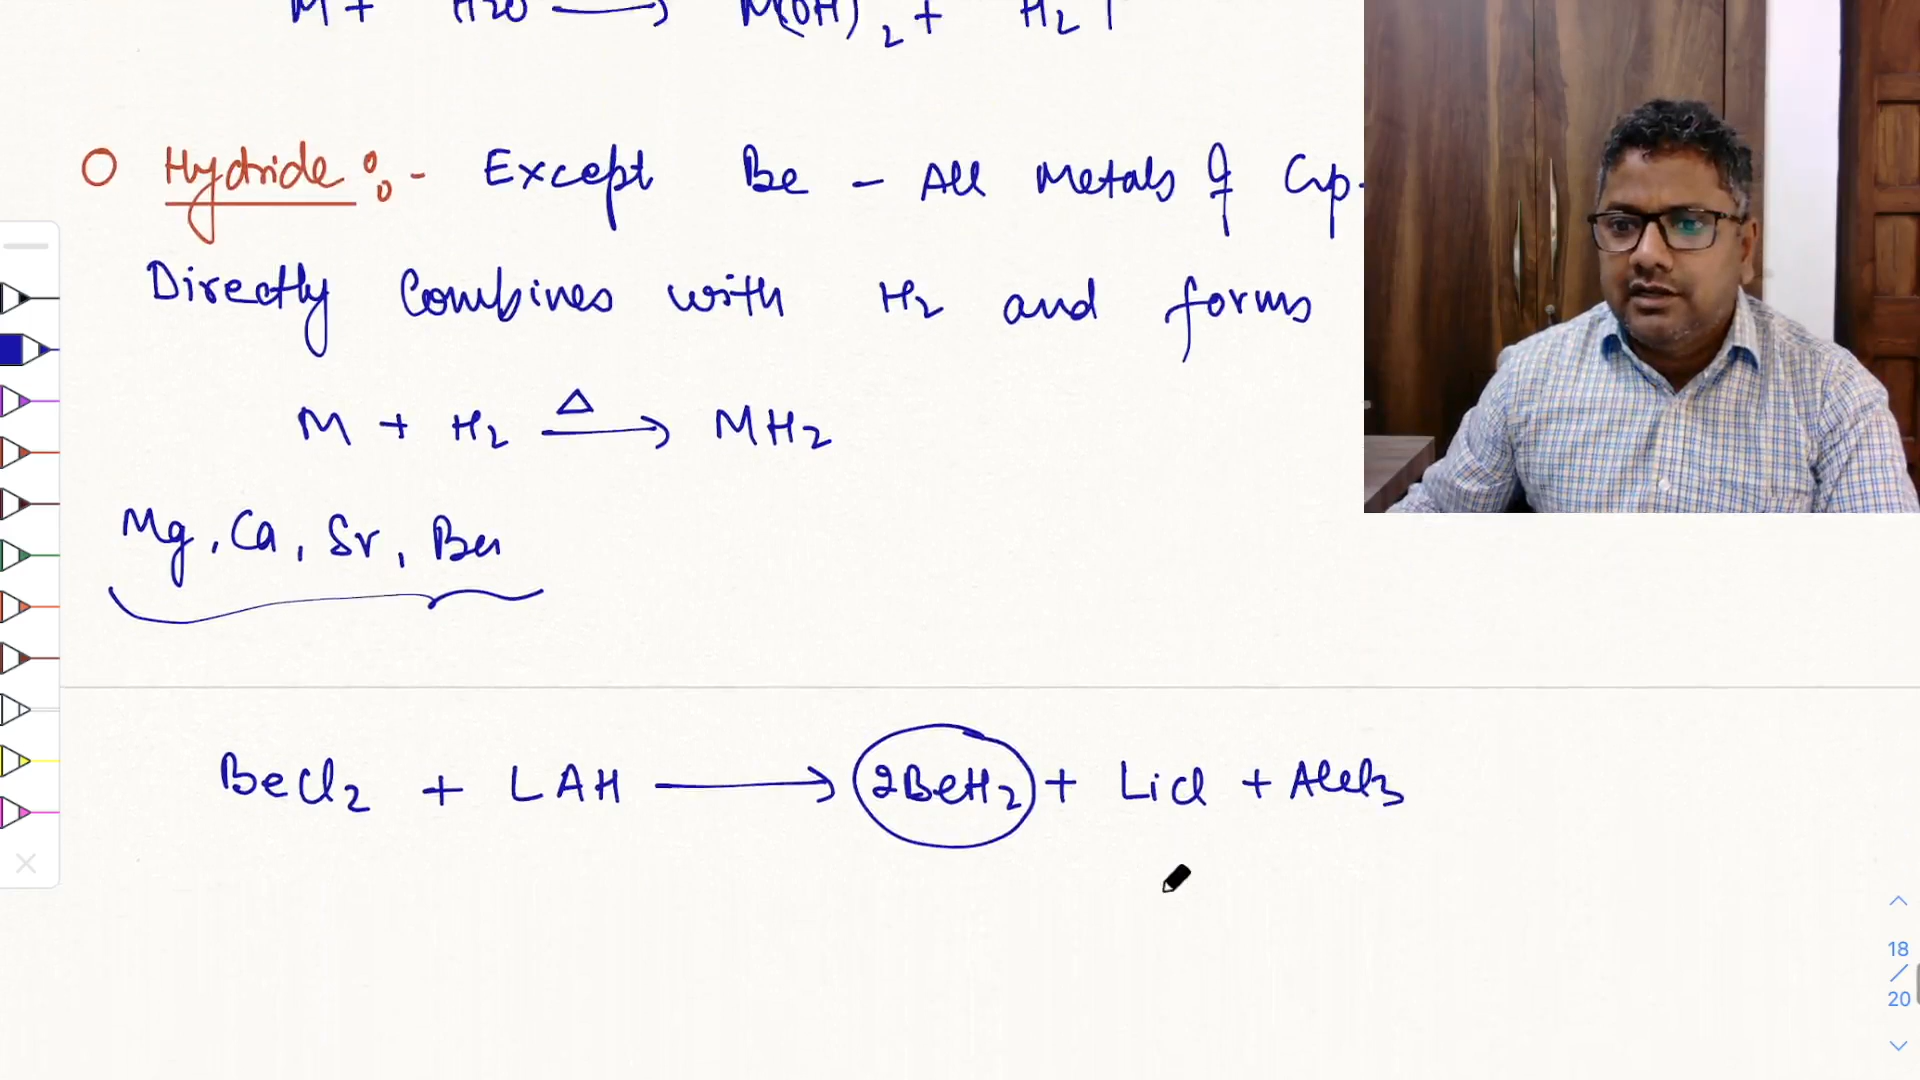 M + H2O ⟶ M(OH)2 + H2↑
O Hydride :- Except Be - All Metals of Grp.
Directly Combines with H2 and forms
M + H2 —Δ→ MH2
Mg, Ca, Sr, Ba
BeCl2 + LAH ⟶ 2BeH2 + LiCl + AlCl3
18
/
20